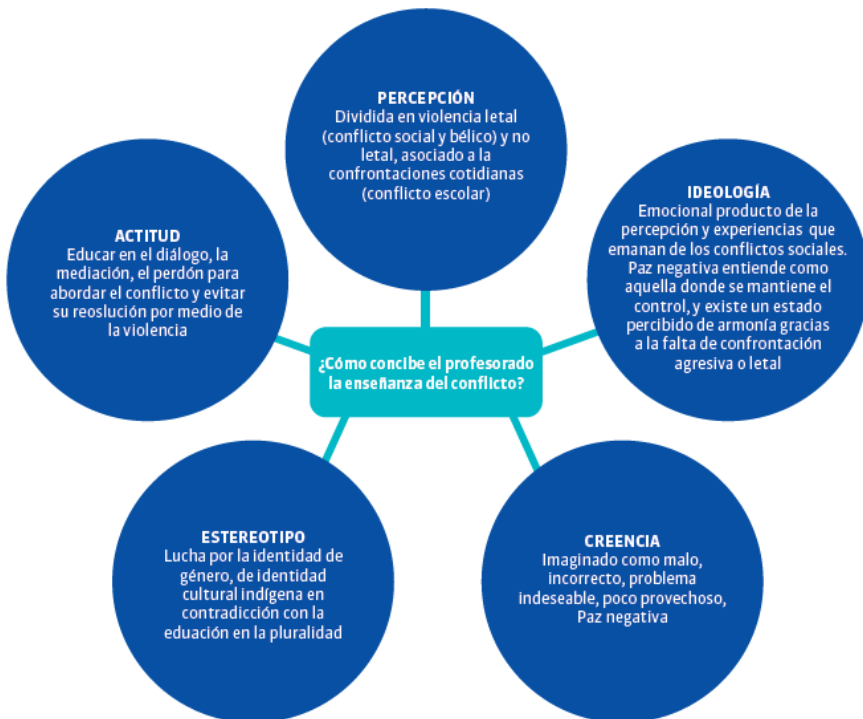 PERCEPCIÓN
Dividida en violencia letal
(conflicto social y bélico) y no
letal, asociado a la
confrontaciones cotidianas
(conflicto escolar)
IDEOLOGÍA
Emocional producto de la
percepción y experiencias que
emanan de los conflictos sociales.
Paz negativa entiende como
aquella donde se mantiene el
control, y existe un estado
percibido de armonía gracias
a la falta de confrontación
agresiva o letal
ACTITUD
Educar en el diálogo, la
mediación, el perdón para
abordar el conflicto y evitar
su reoslución por medio de
la violencia
¿Cómo concibe el profesorado
la enseñanza del conflicto?
ESTEREOTIPO
Lucha por la identidad de
género, de identidad
cultural indígena en
contradicción con la
eduación en la pluralidad
CREENCIA
Imaginado como malo,
incorrecto, problema
indeseable, poco provechoso,
Paz negativa